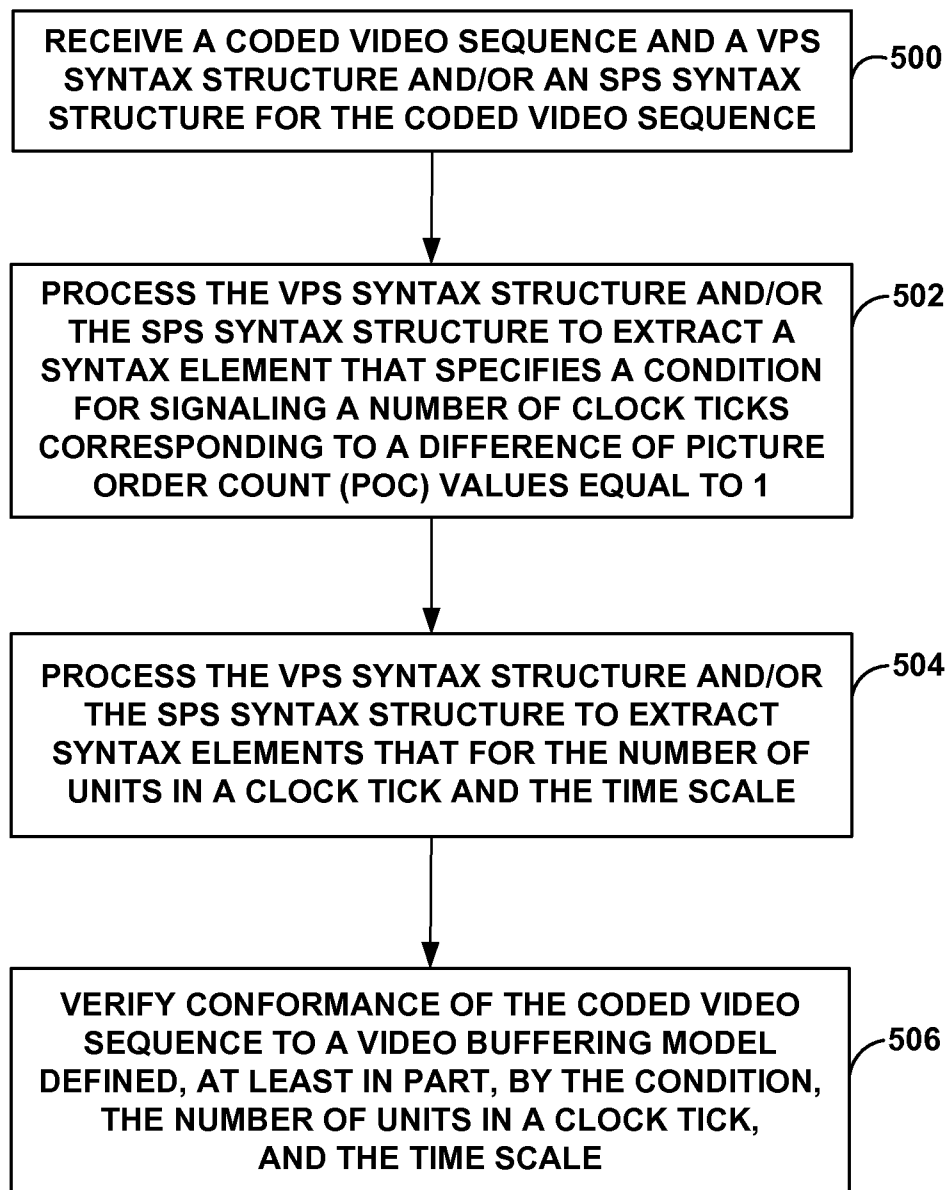 RECEIVE A CODED VIDEO SEQUENCE AND A VPS
SYNTAX STRUCTURE AND/OR AN SPS SYNTAX
STRUCTURE FOR THE CODED VIDEO SEQUENCE
500
PROCESS THE VPS SYNTAX STRUCTURE AND/OR
THE SPS SYNTAX STRUCTURE TO EXTRACT A
SYNTAX ELEMENT THAT SPECIFIES A CONDITION
FOR SIGNALING A NUMBER OF CLOCK TICKS
CORRESPONDING TO A DIFFERENCE OF PICTURE
ORDER COUNT (POC) VALUES EQUAL TO 1
502
PROCESS THE VPS SYNTAX STRUCTURE AND/OR
THE SPS SYNTAX STRUCTURE TO EXTRACT
SYNTAX ELEMENTS THAT FOR THE NUMBER OF
UNITS IN A CLOCK TICK AND THE TIME SCALE
504
VERIFY CONFORMANCE OF THE CODED VIDEO
SEQUENCE TO A VIDEO BUFFERING MODEL
DEFINED, AT LEAST IN PART, BY THE CONDITION,
THE NUMBER OF UNITS IN A CLOCK TICK,
AND THE TIME SCALE
506